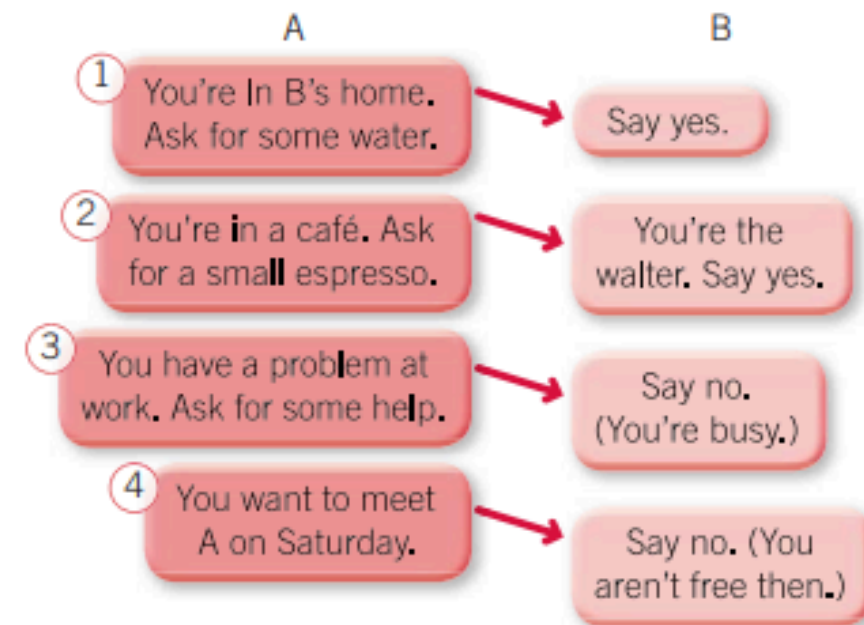 A
B
1
You're In B's home.
Ask for some water.
Say yes.
2
You're in a café. Ask
for a small espresso.
You're the
walter. Say yes.
3
You have a problem at
work. Ask for some help.
Say no.
(You're busy.)
4
You want to meet
A on Saturday.
Say no. (You
aren't free then.)